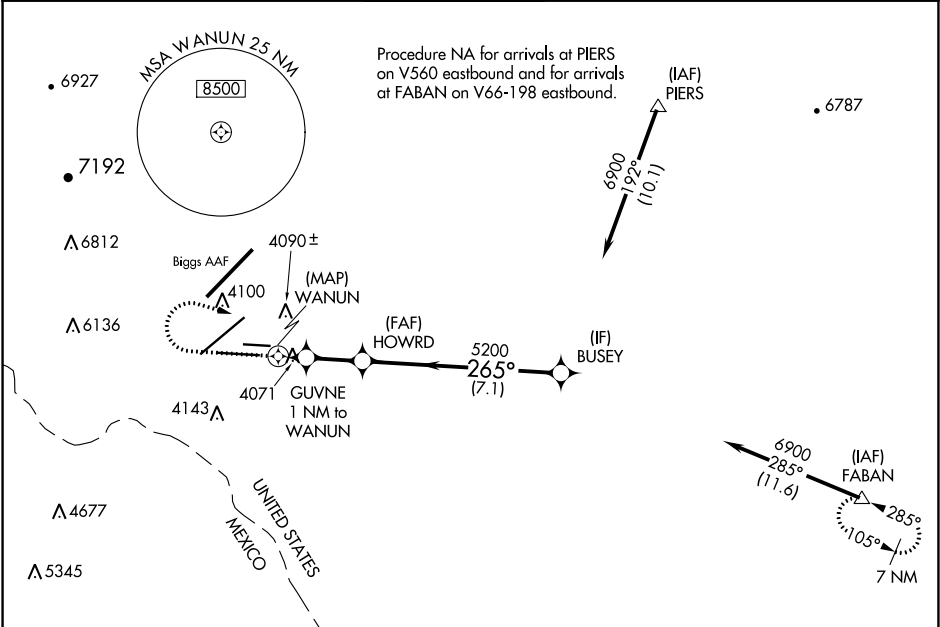 MSA WANUN 25 NM
8500
Procedure NA for arrivals at PIERS
on V560 eastbound and for arrivals
at FABAN on V66-198 eastbound.
(IAF)
PIERS
6927
6787
7192
6900
192°
(10.1)
6812
4090±
Biggs AAF
(MAP)
WANUN
4100
6136
(FAF)
HOWRD
(IF)
BUSEY
5200
265°
(7.1)
4071
GUVNE
1 NM to
WANUN
4143
6900
285°
(11.6)
(IAF)
FABAN
285°
105°
7 NM
4677
UNITED STATES
MEXICO
5345